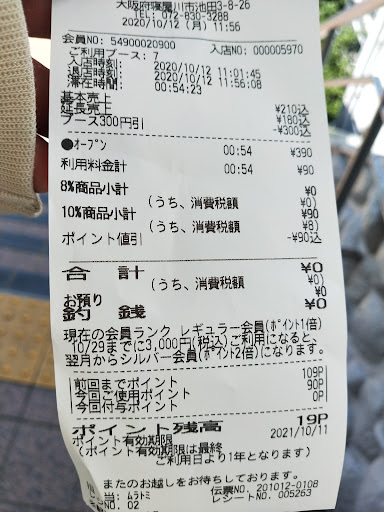 大阪府寝屋川市池田3-8-26
TEL: 072-830-3288
2020/10/12 (月) 11:56
会員NO. 54900020900
入店NO. 000005970
ご利用ブース: 7
入店時刻: 2020/10/12 11:01:45
退店時刻: 2020/10/12 11:56:08
滞在時間: 00:54:23
基本売上 ¥210込
延長売上 ¥180込
ブース300円引 -¥300込
●オープン 00:54 ¥390
利用料金計 00:54 ¥90
8%商品小計 ¥0
(うち、消費税額 ¥0)
10%商品小計 ¥90
(うち、消費税額 ¥8)
ポイント値引 -¥90込
合計 ¥0
(うち、消費税額 ¥0)
お預り ¥0
釣銭 ¥0
現在の会員ランク レギュラー会員(ポイント1倍)
10/29までに3,000円(税込)ご利用になると、
翌月からシルバー会員(ポイント2倍)になります。
前回までポイント 109P
今回ご使用ポイント 90P
今回付与ポイント 0P
ポイント残高 19P
ポイント有効期限 2021/10/11
(ポイント有効期限は最終
ご利用日より1年となります)
またのお越しをお待ちしております。
担当: ムラトミ 伝票NO. 201012-0108
NO. 02 レシートNO. 005263